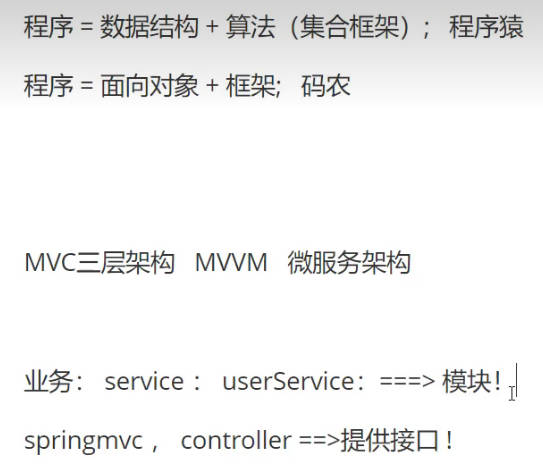 程序 = 数据结构 + 算法（集合框架）； 程序猿
程序 = 面向对象 + 框架; 码农
MVC三层架构 MVVM 微服务架构
业务： service ： userService：===> 模块！
springmvc ， controller ==>提供接口！